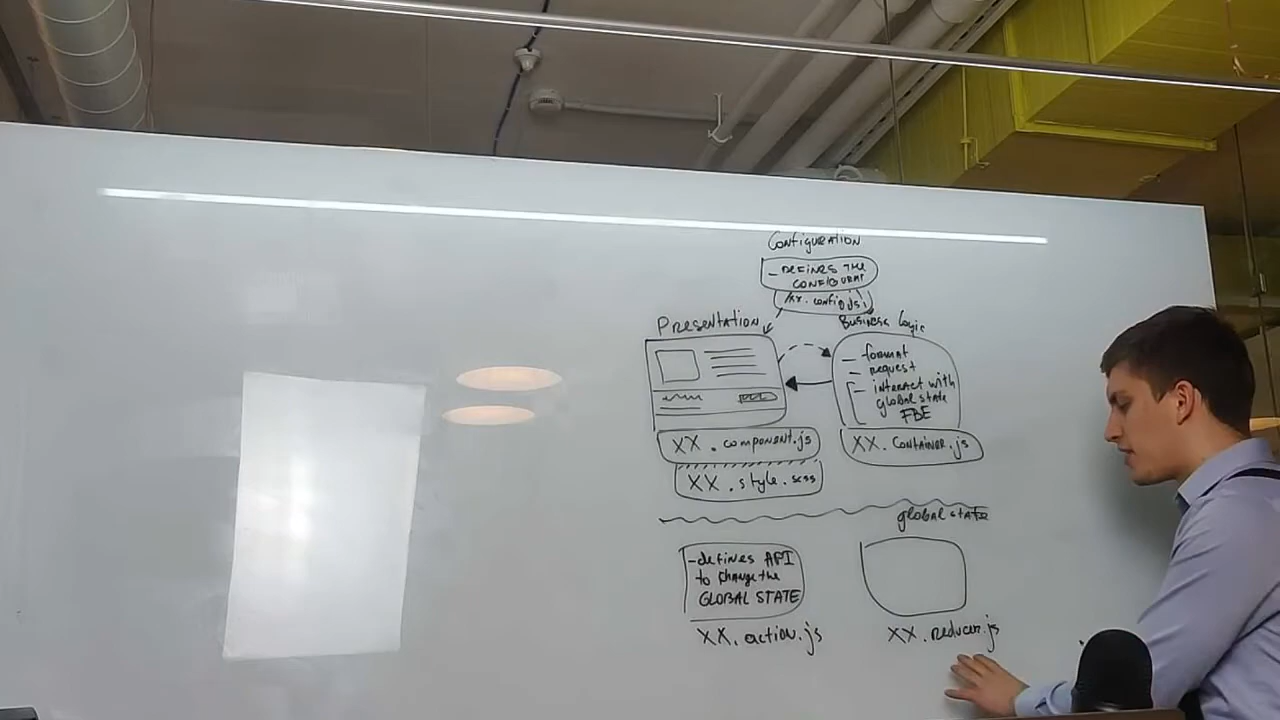 Configuration
- DEFINES THE
CONFIGURAT
xx.config.js
Presentation
Business Logic
- format
- request
- interact with
global state
FBE
XX.component.js
XX.Container.js
XX.style.scss
global state
- defines API
to change the
GLOBAL STATE
XX.action.js
XX.reducer.js